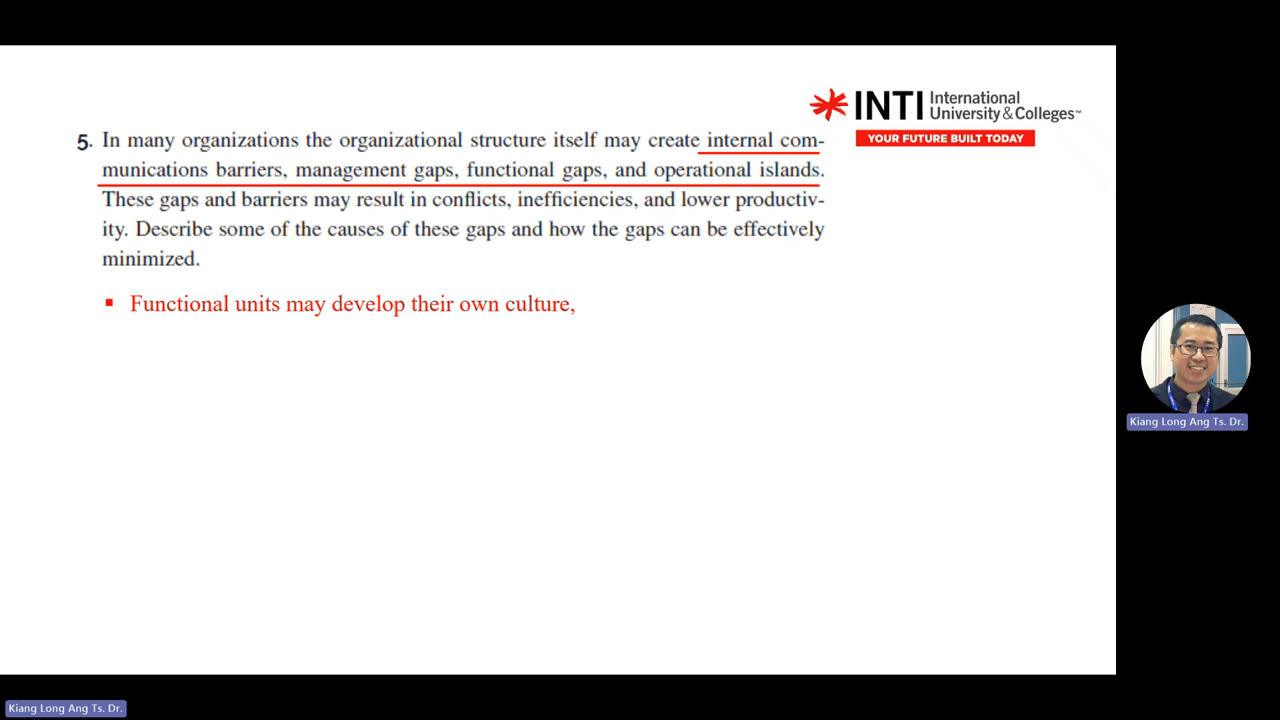 INTI International
University & Colleges™
YOUR FUTURE BUILT TODAY
5. In many organizations the organizational structure itself may create internal com-
munications barriers, management gaps, functional gaps, and operational islands.
These gaps and barriers may result in conflicts, inefficiencies, and lower productiv-
ity. Describe some of the causes of these gaps and how the gaps can be effectively
minimized.
▪ Functional units may develop their own culture,
Kiang Long Ang Ts. Dr.
Kiang Long Ang Ts. Dr.